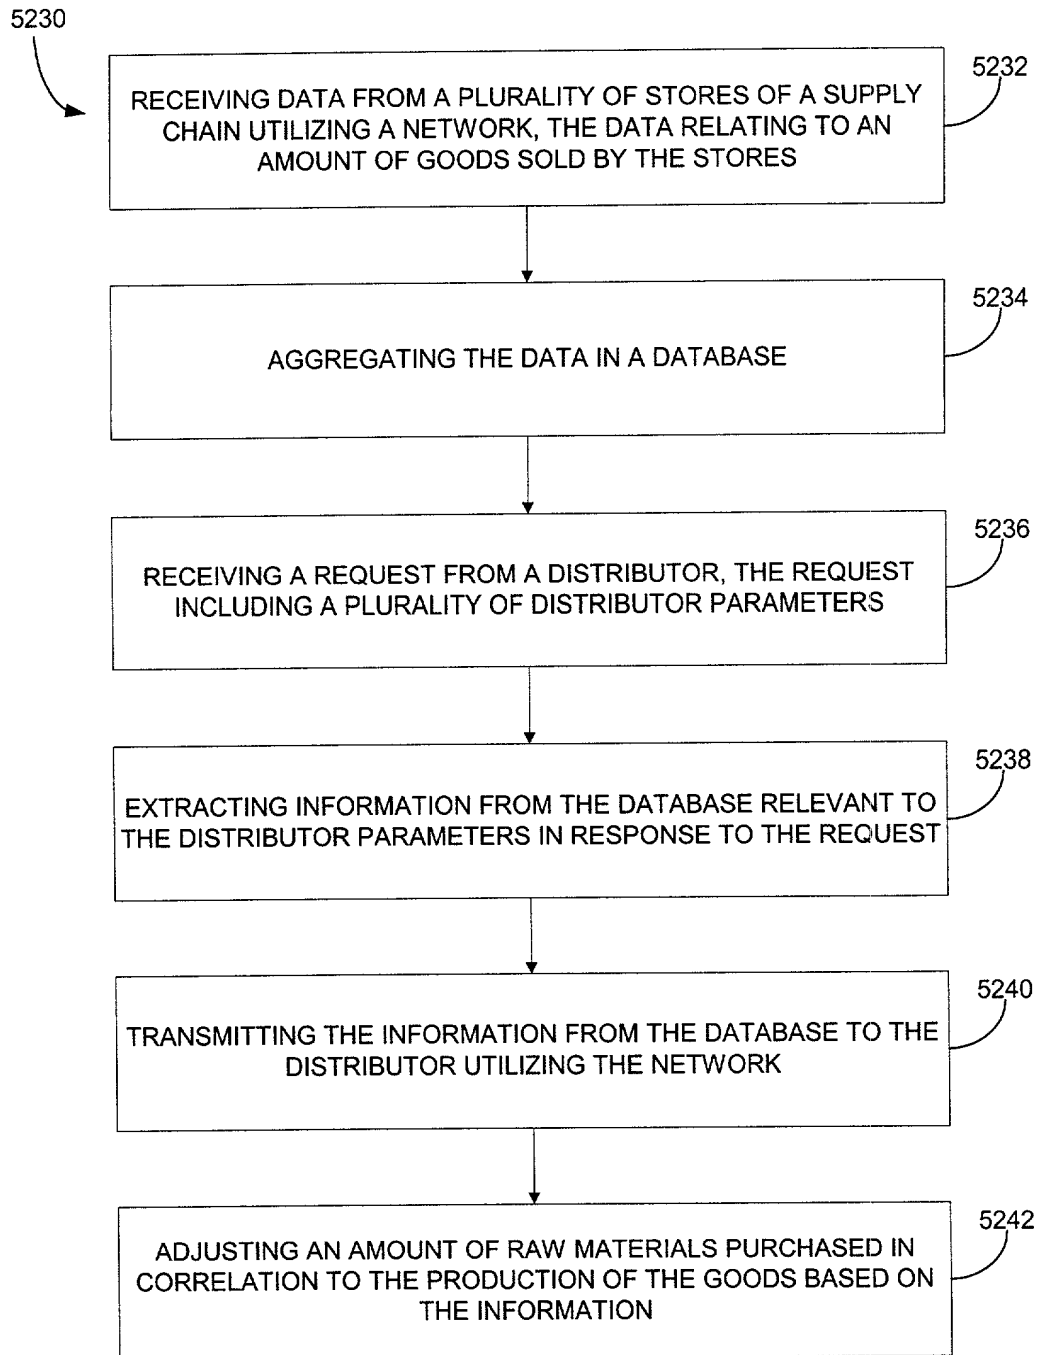 5230
RECEIVING DATA FROM A PLURALITY OF STORES OF A SUPPLY
CHAIN UTILIZING A NETWORK, THE DATA RELATING TO AN
AMOUNT OF GOODS SOLD BY THE STORES
5232
AGGREGATING THE DATA IN A DATABASE
5234
RECEIVING A REQUEST FROM A DISTRIBUTOR, THE REQUEST
INCLUDING A PLURALITY OF DISTRIBUTOR PARAMETERS
5236
EXTRACTING INFORMATION FROM THE DATABASE RELEVANT TO
THE DISTRIBUTOR PARAMETERS IN RESPONSE TO THE REQUEST
5238
TRANSMITTING THE INFORMATION FROM THE DATABASE TO THE
DISTRIBUTOR UTILIZING THE NETWORK
5240
ADJUSTING AN AMOUNT OF RAW MATERIALS PURCHASED IN
CORRELATION TO THE PRODUCTION OF THE GOODS BASED ON
THE INFORMATION
5242